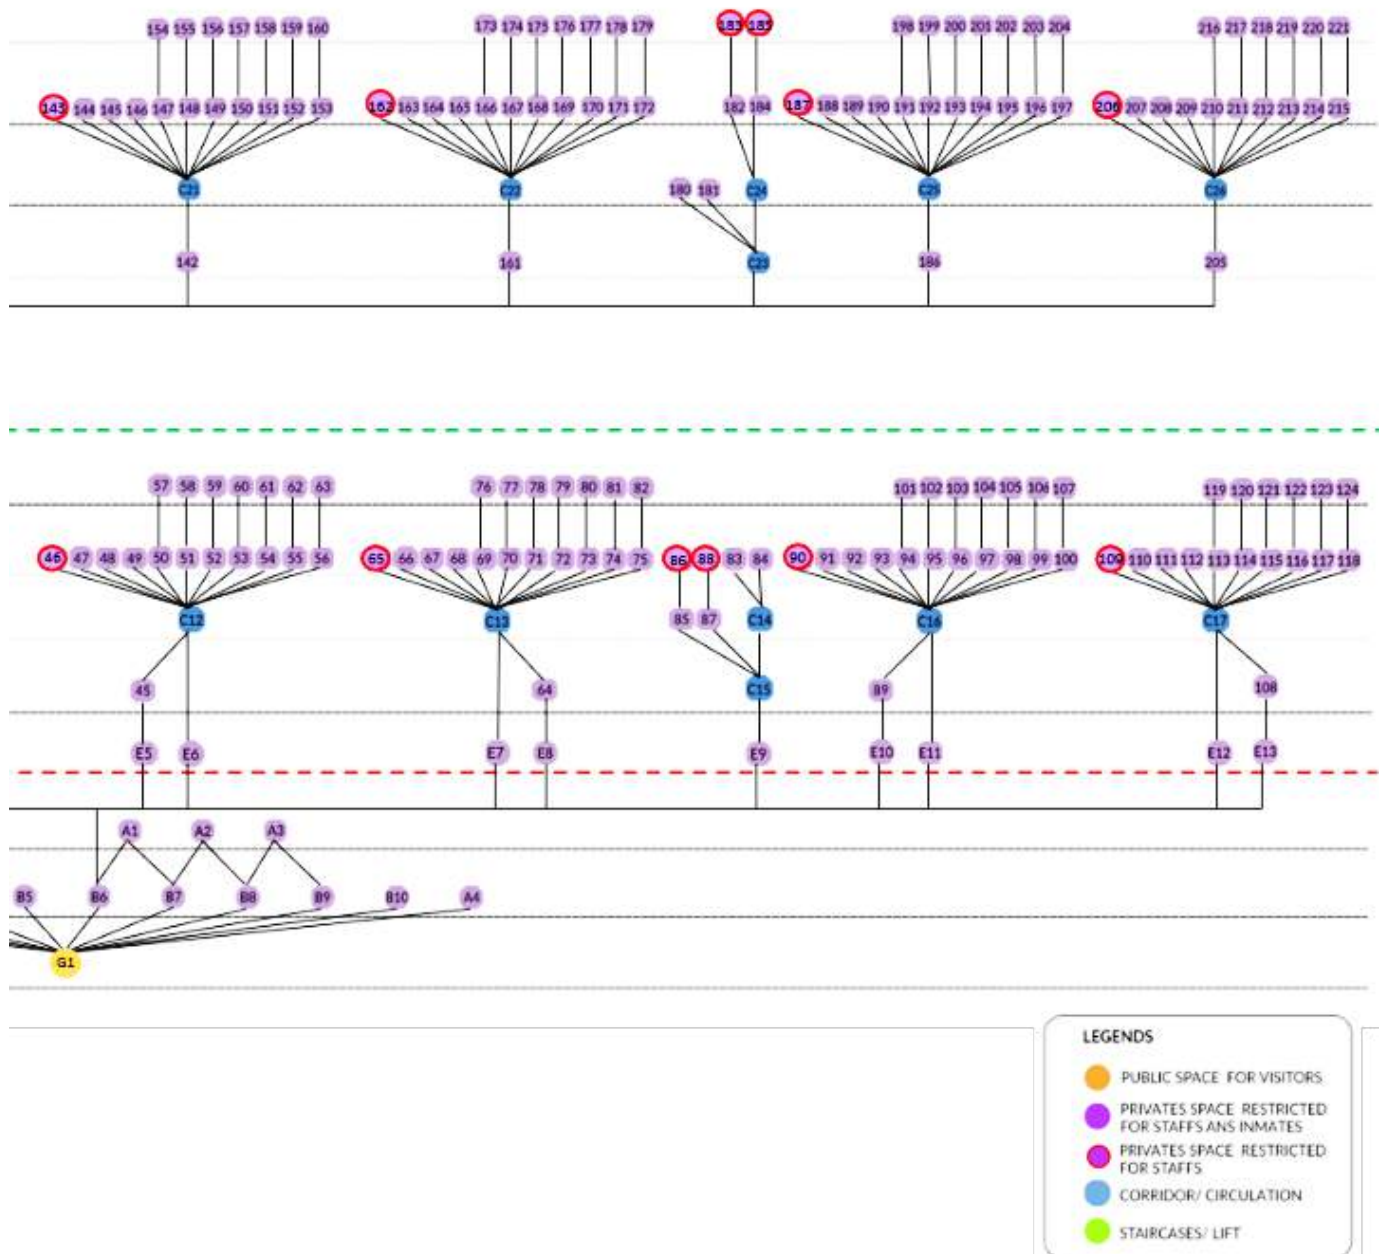 154 155 156 157 158 159 160 173 174 175 176 177 178 179 183 185 198 199 200 201 202 203 204 216 217 218 219 220 221
143 144 145 146 147 148 149 150 151 152 153 162 163 164 165 166 167 168 169 170 171 172 182 184 187 188 189 190 191 192 193 194 195 196 197 206 207 208 209 210 211 212 213 214 215
C21 C22 180 181 C24 C25 C26
142 161 C23 186 205
57 58 59 60 61 62 63 76 77 78 79 80 81 82 101 102 103 104 105 106 107 119 120 121 122 123 124
46 47 48 49 50 51 52 53 54 55 56 65 66 67 68 69 70 71 72 73 74 75 86 88 83 84 90 91 92 93 94 95 96 97 98 99 100 109 110 111 112 113 114 115 116 117 118
C12 C13 85 87 C14 C16 C17
45 64 C15 89 108
E5 E6 E7 E8 E9 E10 E11 E12 E13
A1 A2 A3
B5 B6 B7 B8 B9 B10 A4
G1
LEGENDS
PUBLIC SPACE FOR VISITORS
PRIVATES SPACE RESTRICTED
FOR STAFFS ANS INMATES
PRIVATES SPACE RESTRICTED
FOR STAFFS
CORRIDOR/ CIRCULATION
STAIRCASES/ LIFT